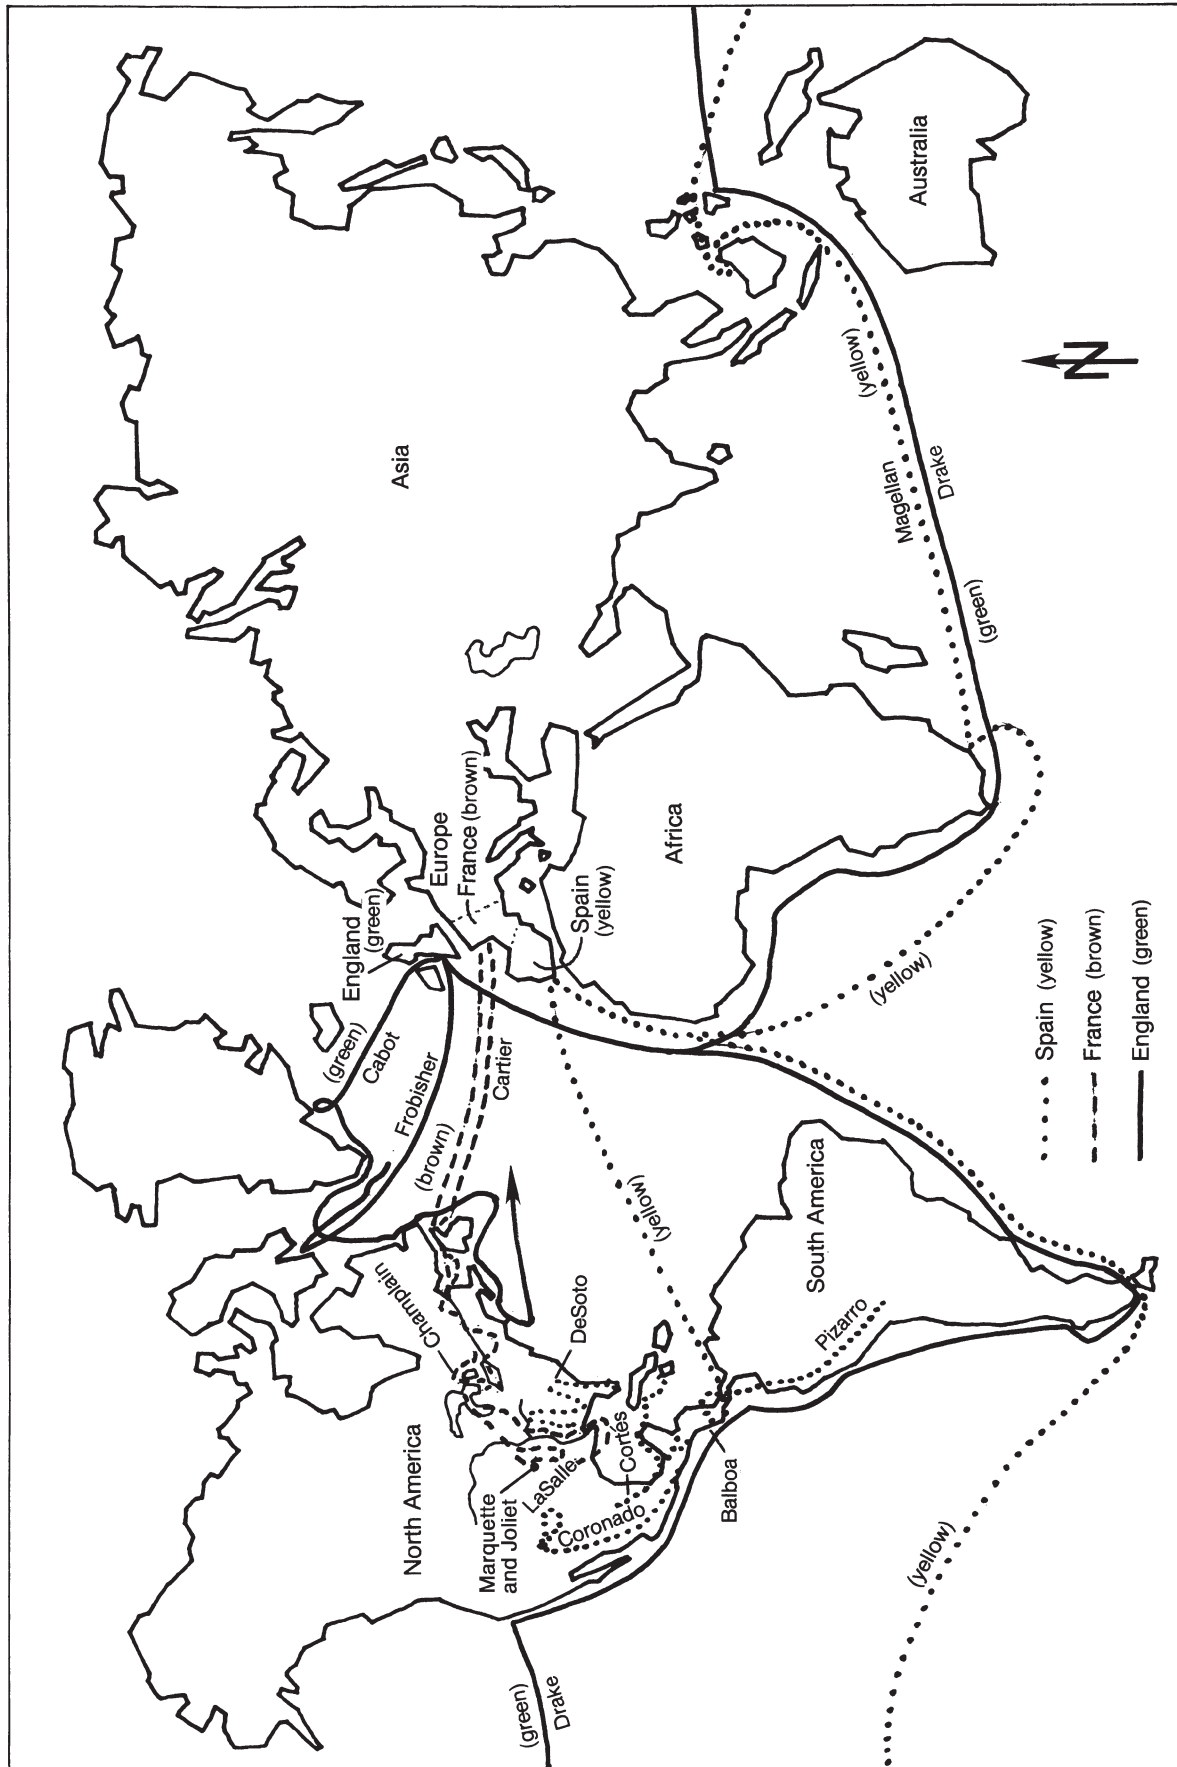 North America
Marquette
and Joliet
LaSalle
Coronado
Cortés
Champlain
DeSoto
Balboa
Pizarro
South America
(green)
Drake
(yellow)
(yellow)
(brown)
Cartier
Frobisher
(green)
Cabot
England
(green)
Europe
France (brown)
Spain
(yellow)
Africa
(yellow)
Asia
Magellan
(yellow)
Drake
(green)
Australia
N
Spain (yellow)
France (brown)
England (green)